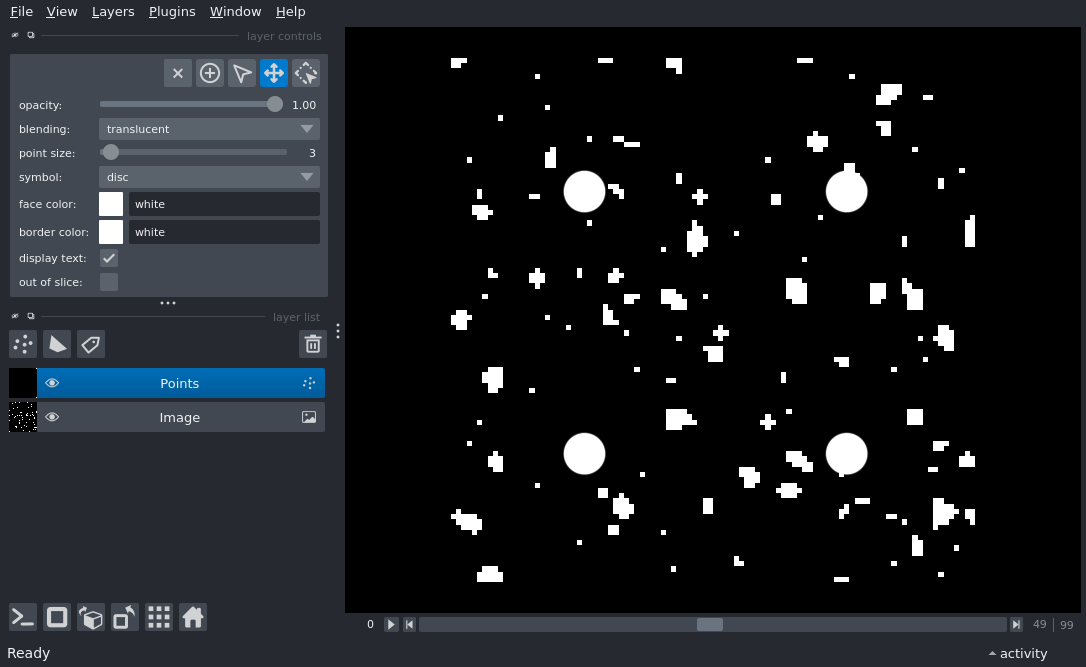 File View Layers Plugins Window Help
layer controls
opacity: 1.00
blending: translucent
point size: 3
symbol: disc
face color: white
border color: white
display text:
out of slice:
layer list
Points
Image
0 49 | 99
Ready activity